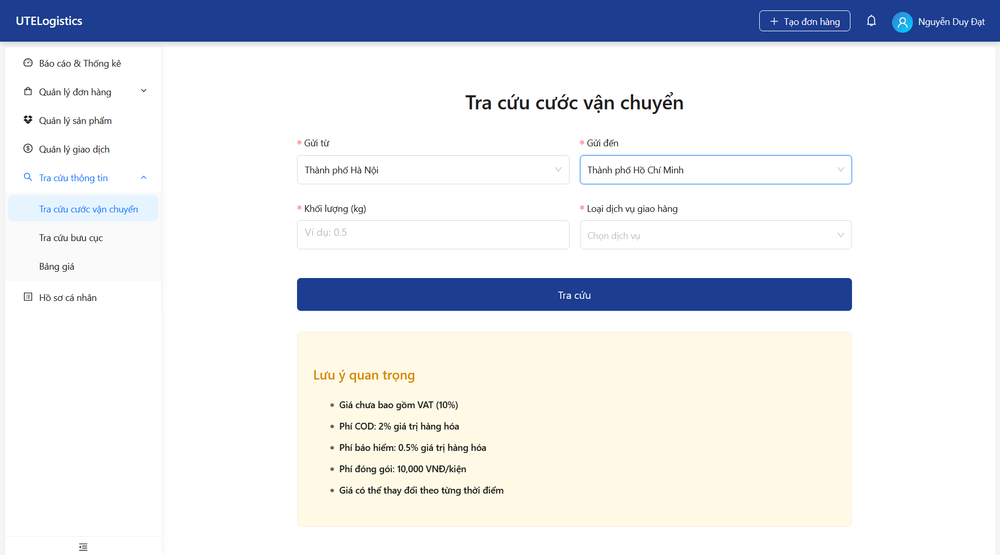 UTELogistics
Tạo đơn hàng
Nguyễn Duy Đạt
Báo cáo & Thống kê
Quản lý đơn hàng
Quản lý sản phẩm
Quản lý giao dịch
Tra cứu thông tin
Tra cứu cước vận chuyển
Tra cứu bưu cục
Bảng giá
Hồ sơ cá nhân
Tra cứu cước vận chuyển
* Gửi từ
Thành phố Hà Nội
* Gửi đến
Thành phố Hồ Chí Minh
* Khối lượng (kg)
Ví dụ: 0.5
* Loại dịch vụ giao hàng
Chọn dịch vụ
Tra cứu
Lưu ý quan trọng
• Giá chưa bao gồm VAT (10%)
• Phí COD: 2% giá trị hàng hóa
• Phí bảo hiểm: 0.5% giá trị hàng hóa
• Phí đóng gói: 10,000 VNĐ/kiện
• Giá có thể thay đổi theo từng thời điểm